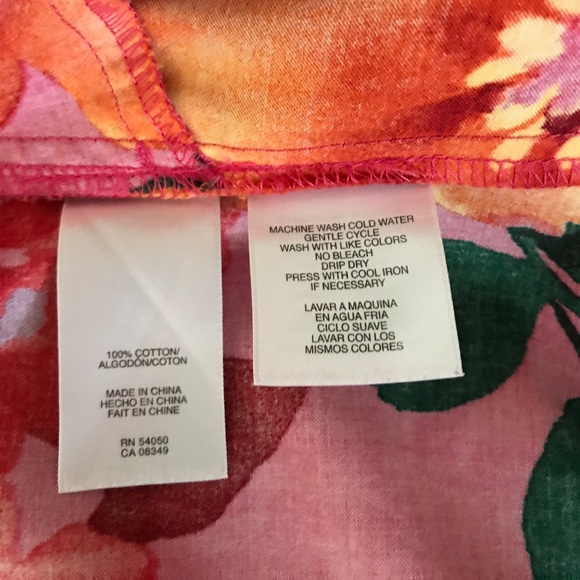 100% COTTON/
ALGODÓN/COTON
MADE IN CHINA
HECHO EN CHINA
FAIT EN CHINE
RN 54050
CA 08349
MACHINE WASH COLD WATER
GENTLE CYCLE
WASH WITH LIKE COLORS
NO BLEACH
DRIP DRY
PRESS WITH COOL IRON
IF NECESSARY
LAVAR A MAQUINA
EN AGUA FRIA
CICLO SUAVE
LAVAR CON LOS
MISMOS COLORES